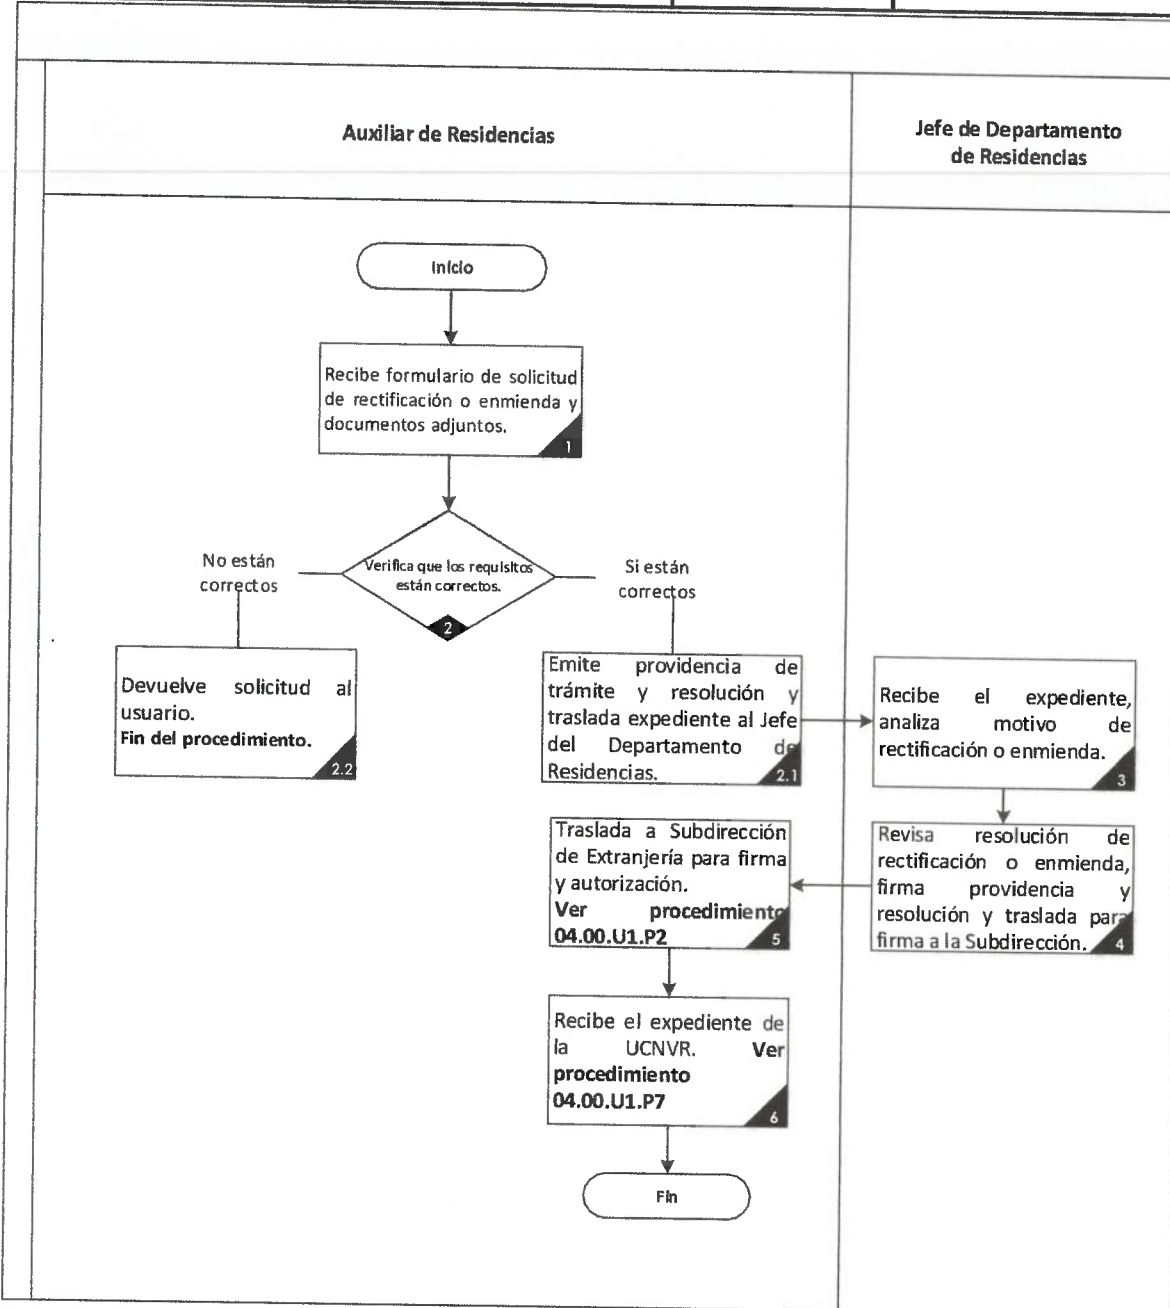 Auxiliar de Residencias
Jefe de Departamento
de Residencias
Inicio
Recibe formulario de solicitud
de rectificación o enmienda y
documentos adjuntos.
1
Verifica que los requisitos
están correctos.
2
No están
correctos
Si están
correctos
Devuelve solicitud al
usuario.
Fin del procedimiento.
2.2
Emite providencia de
trámite y resolución y
traslada expediente al Jefe
del Departamento de
Residencias.
2.1
Recibe el expediente,
analiza motivo de
rectificación o enmienda.
3
Revisa resolución de
rectificación o enmienda,
firma providencia y
resolución y traslada para
firma a la Subdirección.
4
Traslada a Subdirección
de Extranjería para firma
y autorización.
Ver procedimiento
04.00.U1.P2
5
Recibe el expediente de
la UCNVR. Ver
procedimiento
04.00.U1.P7
6
Fin